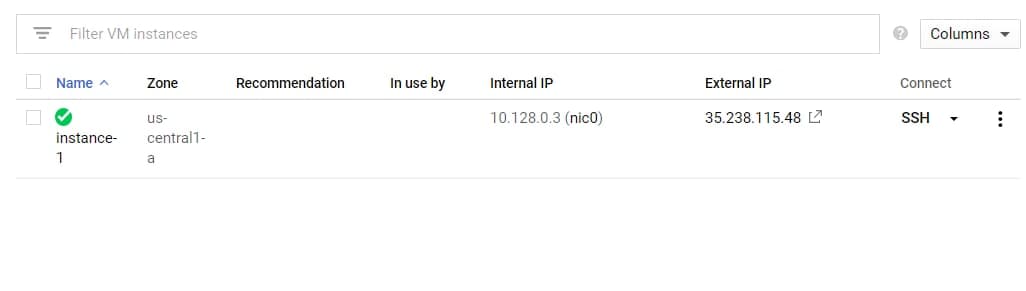 Filter VM instances
Columns
Name Zone Recommendation In use by Internal IP External IP Connect
us- 10.128.0.3 (nic0) 35.238.115.48 SSH
instance- central1-
1 a